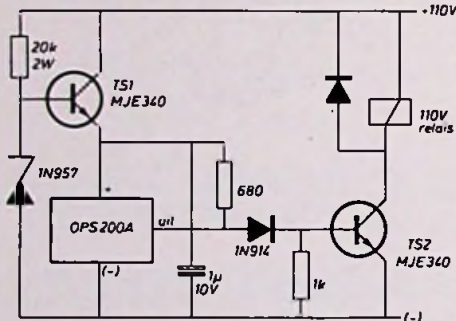 +110V
20k
2W
TS1
MJE340
110V
relais
1N957
680
OPS200A
uit
1N914
TS2
MJE340
(-)
1µ
10V
1k
(-)